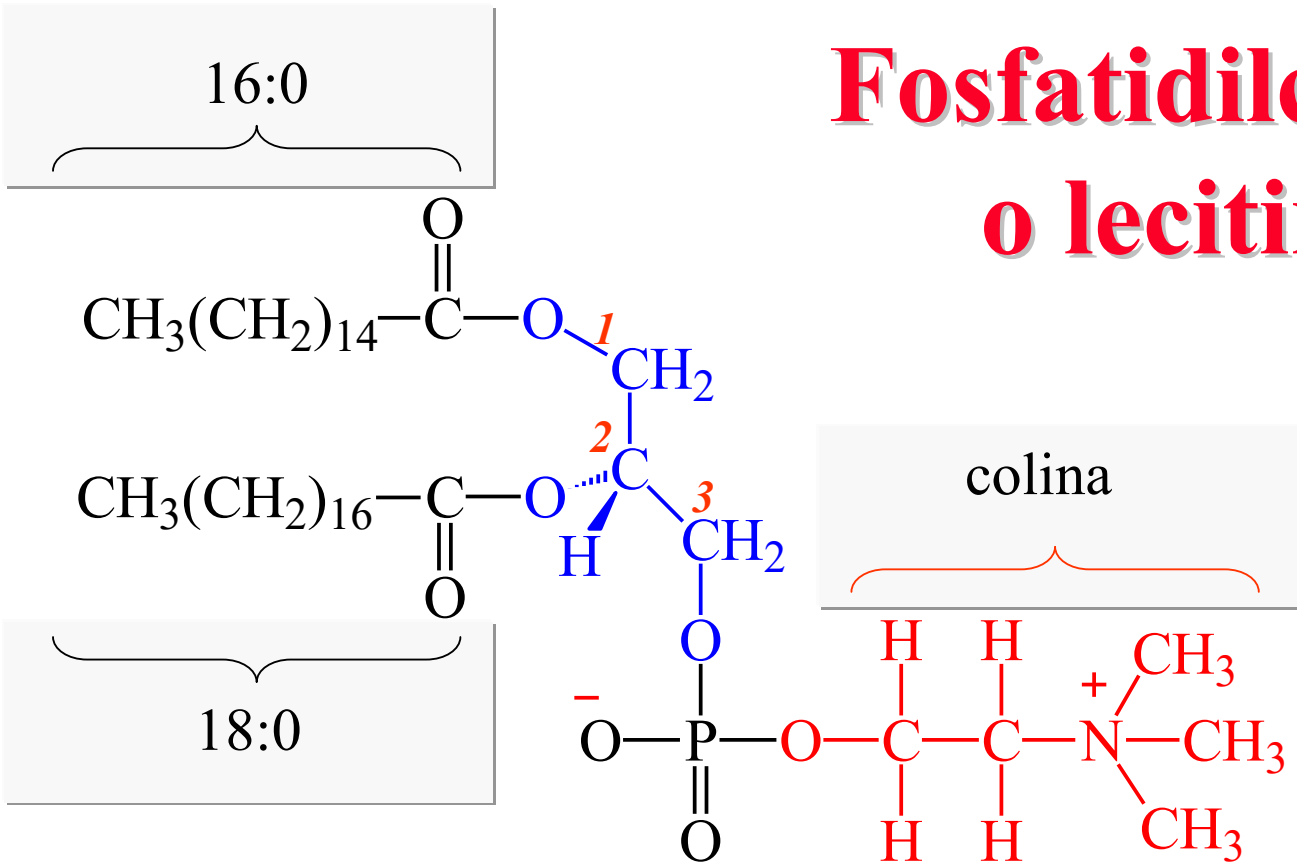 16:0
Fosfatidilc
o leciti
O
CH₃(CH₂)₁₄—C—O
1
CH₂
2
CH₃(CH₂)₁₆—C—O C
3
H CH₂
O
colina
18:0
O H H CH₃
− +
O—P—O—C—C—N—CH₃
O H H CH₃